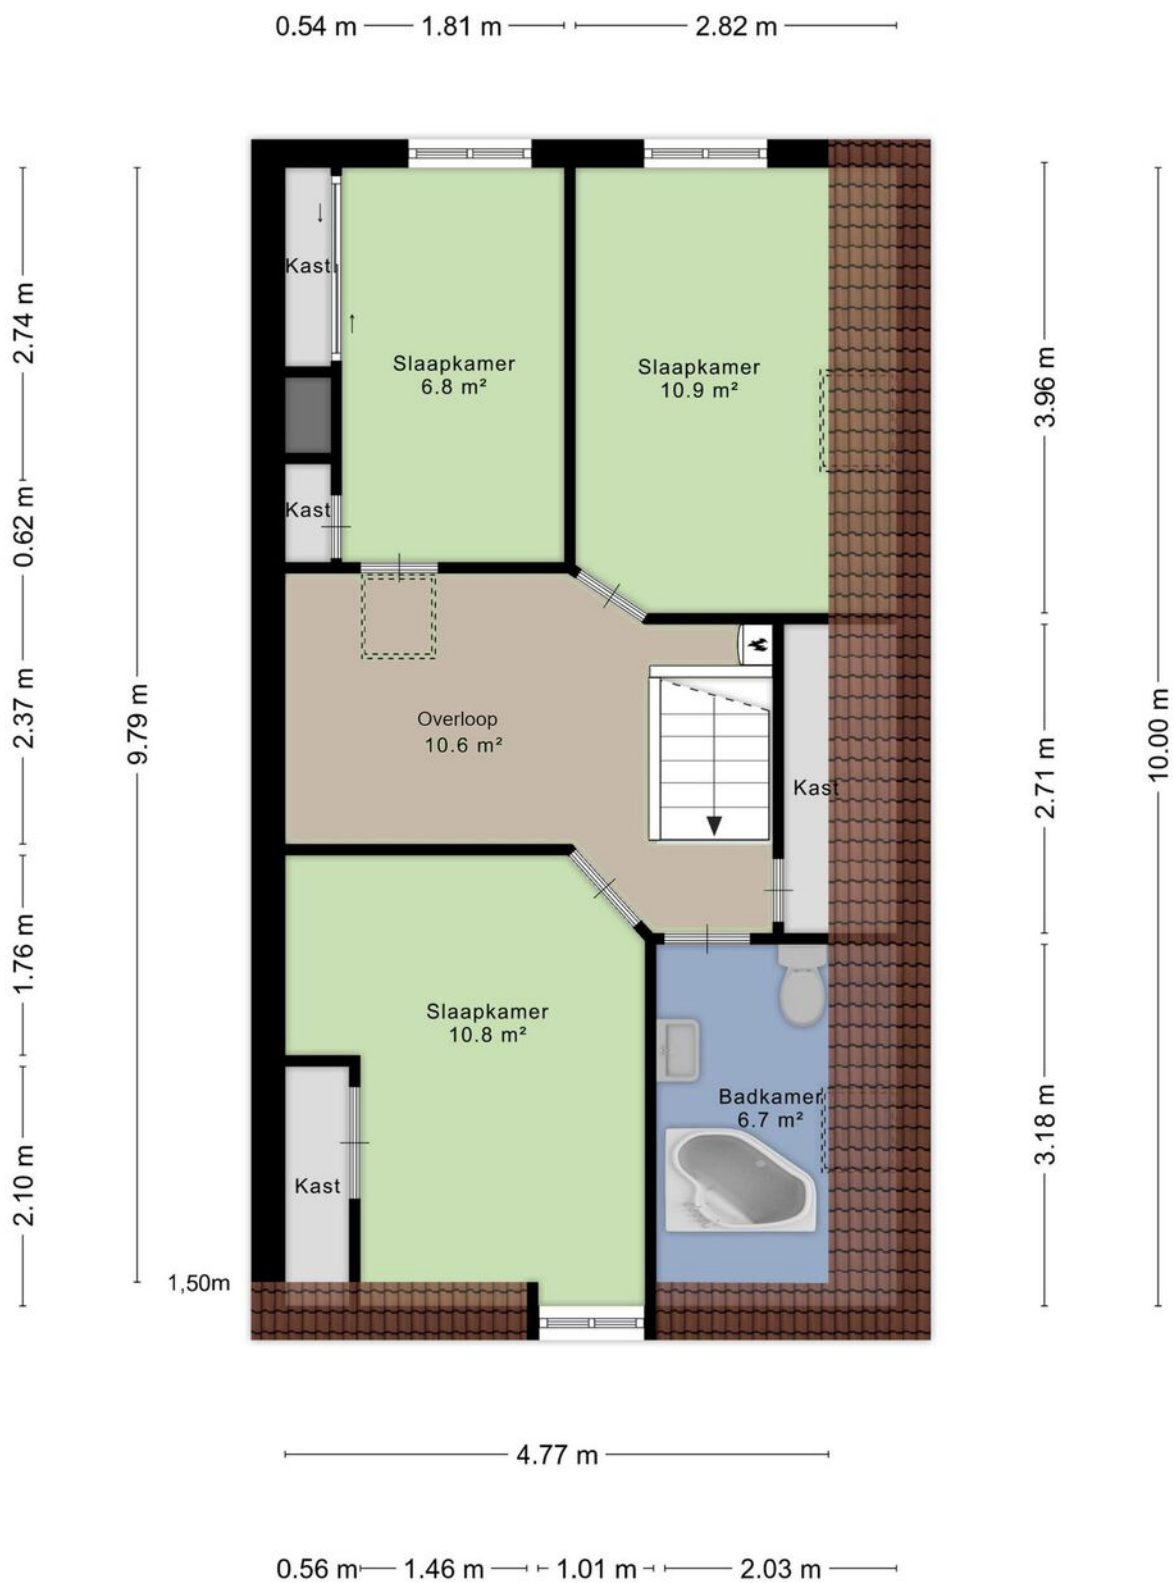 0.54 m 1.81 m 2.82 m
Kast
Slaapkamer
6.8 m²
Slaapkamer
10.9 m²
Kast
2.74 m
0.62 m
2.37 m
1.76 m
2.10 m
9.79 m
3.96 m
2.71 m
3.18 m
10.00 m
Overloop
10.6 m²
Kast
Slaapkamer
10.8 m²
Badkamer
6.7 m²
Kast
1,50m
4.77 m
0.56 m 1.46 m 1.01 m 2.03 m